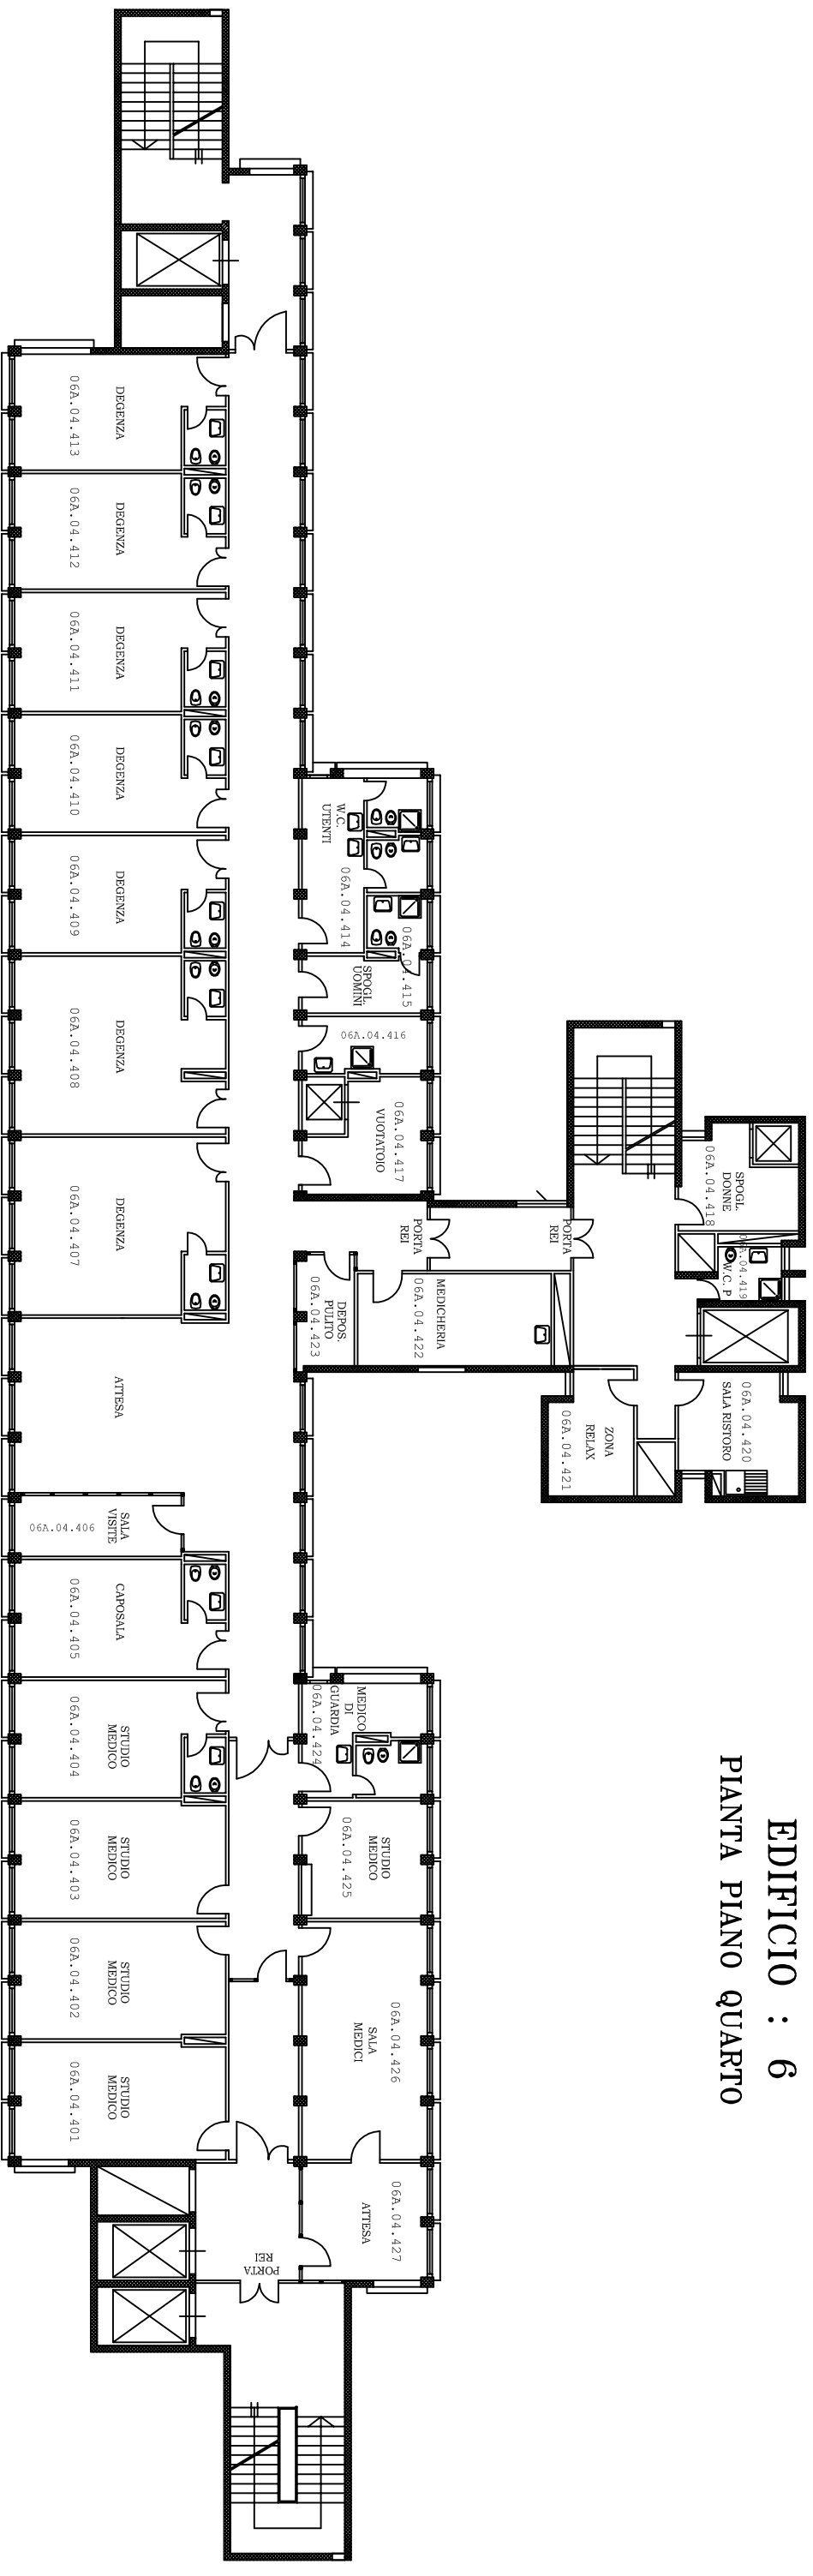 EDIFICIO : 6
PIANTA PIANO QUARTO
DEGENZA
06A.04.413
DEGENZA
06A.04.412
DEGENZA
06A.04.411
DEGENZA
06A.04.410
DEGENZA
06A.04.409
DEGENZA
06A.04.408
DEGENZA
06A.04.407
ATTESA
SALA
VISITE
06A.04.406
CAPOSALA
06A.04.405
STUDIO
MEDICO
06A.04.404
STUDIO
MEDICO
06A.04.403
STUDIO
MEDICO
06A.04.402
STUDIO
MEDICO
06A.04.401
W.C.
UTENTI
06A.04.414
06A.04.415
SPOGL.
UOMINI
06A.04.416
06A.04.417
VUOTATOIO
PORTA
REI
PORTA
REI
SPOGL.
DONNE
06A.04.418
06A.04.419
W.C. P
06A.04.420
SALA RISTORO
ZONA
RELAX
06A.04.421
MEDICHERIA
06A.04.422
DEPOS.
PULITO
06A.04.423
MEDICO
DI
GUARDIA
06A.04.424
STUDIO
MEDICO
06A.04.425
06A.04.426
SALA
MEDICI
06A.04.427
ATTESA
PORTA
REI